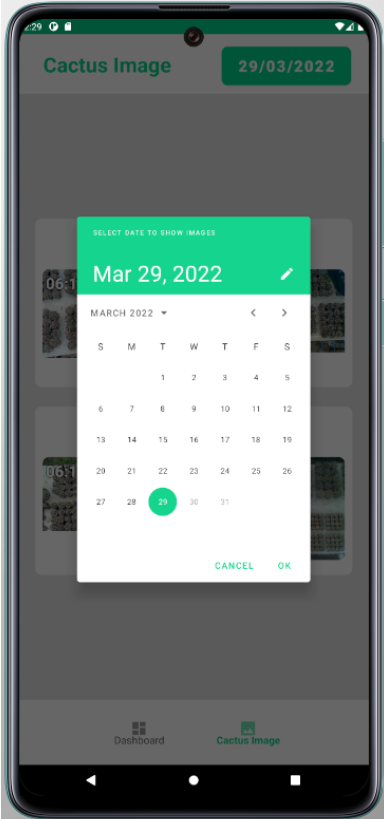 2:29
Cactus Image
29/03/2022
SELECT DATE TO SHOW IMAGES
Mar 29, 2022
MARCH 2022
S M T W T F S
1 2 3 4 5
6 7 8 9 10 11 12
13 14 15 16 17 18 19
20 21 22 23 24 25 26
27 28 29 30 31
CANCEL OK
06:1
06:1
Dashboard
Cactus Image